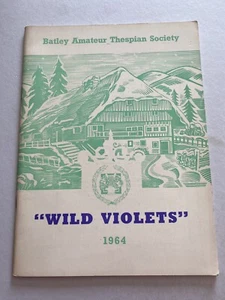 Batley Amateur Thespian Society
"WILD VIOLETS"
1964